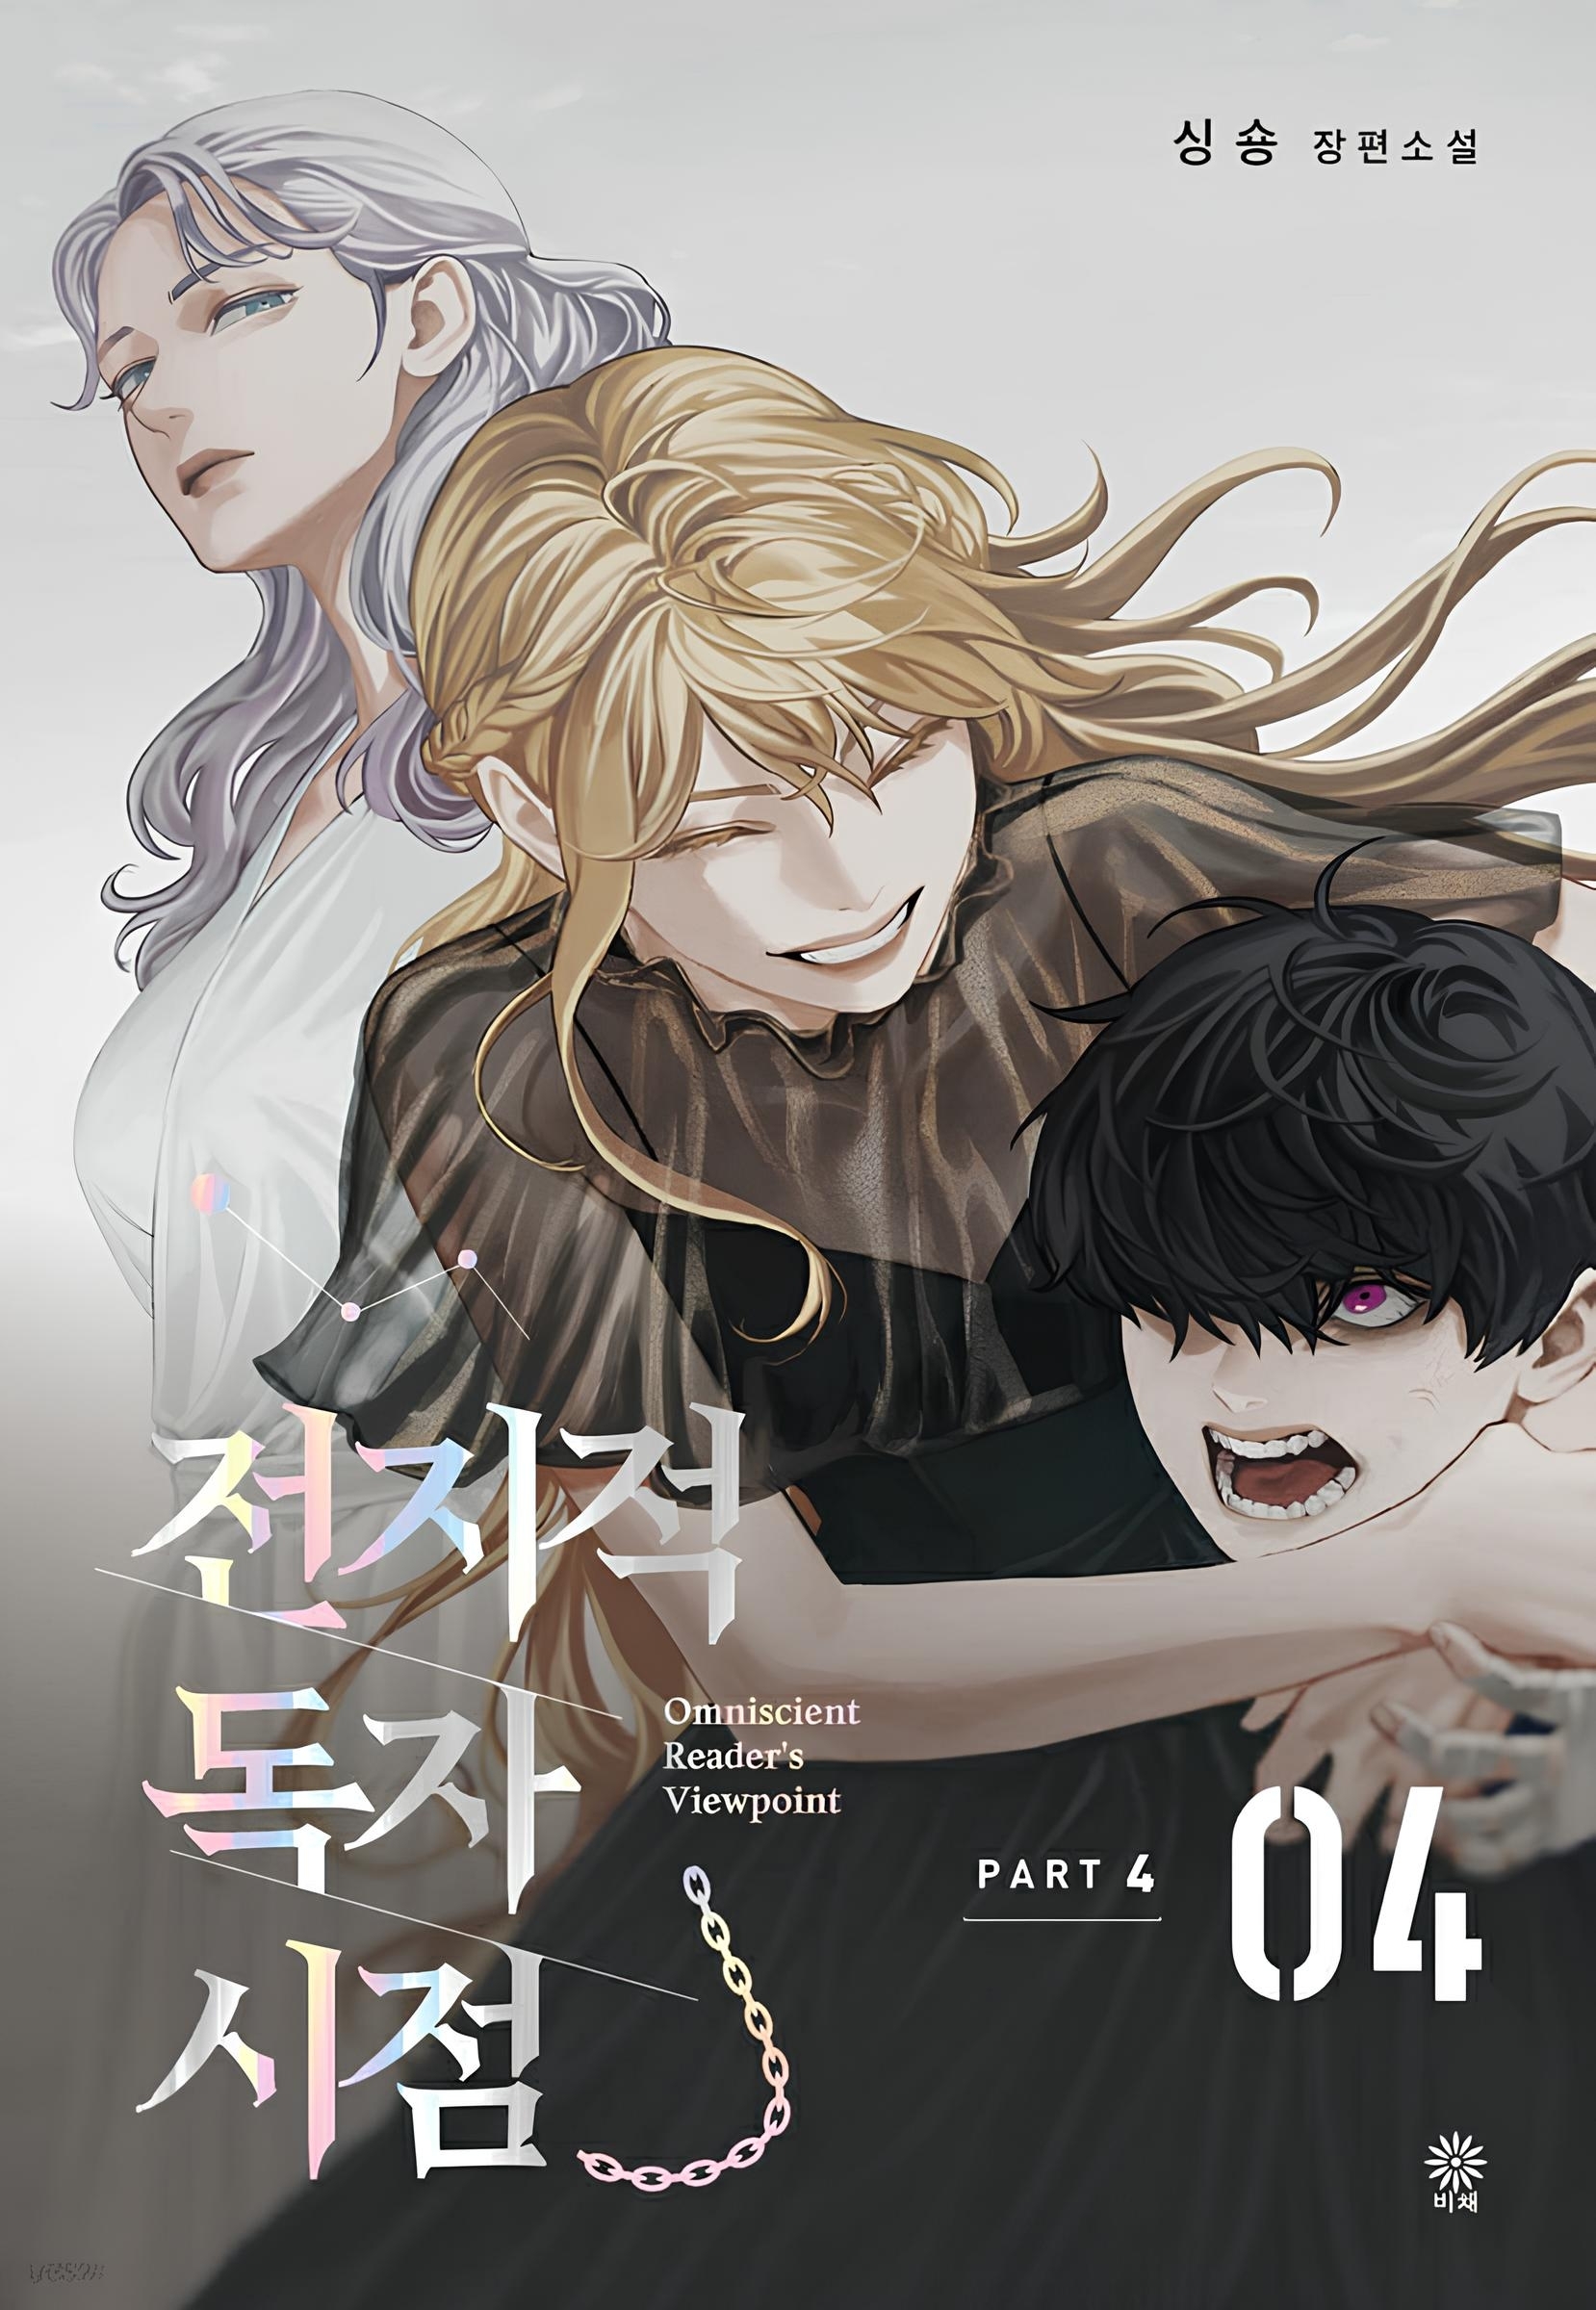 싱숑 장편소설
전지적
독자
시점
Omniscient
Reader's
Viewpoint
PART 4
04
비채